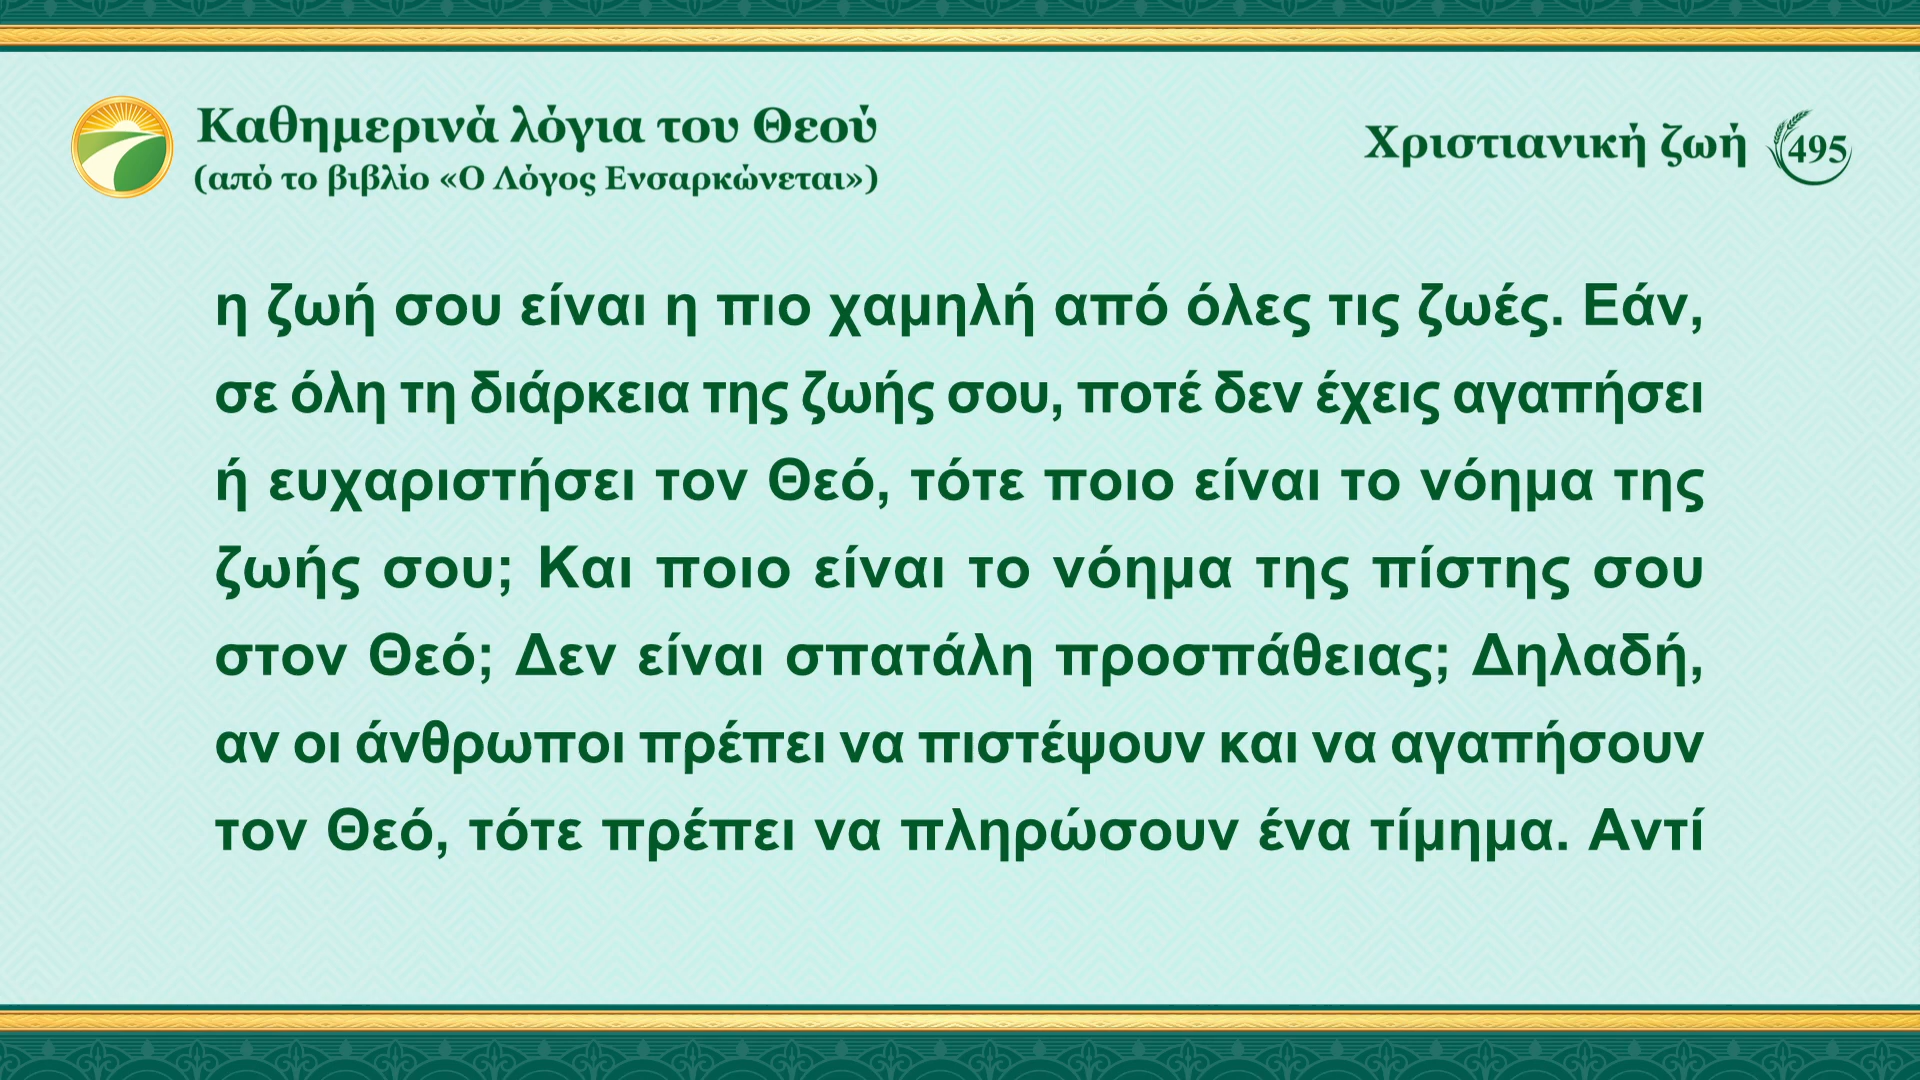 Καθημερινά λόγια του Θεού
(από το βιβλίο «Ο Λόγος Ενσαρκώνεται»)
Χριστιανική ζωή 495
η ζωή σου είναι η πιο χαμηλή από όλες τις ζωές. Εάν,
σε όλη τη διάρκεια της ζωής σου, ποτέ δεν έχεις αγαπήσει
ή ευχαριστήσει τον Θεό, τότε ποιο είναι το νόημα της
ζωής σου; Και ποιο είναι το νόημα της πίστης σου
στον Θεό; Δεν είναι σπατάλη προσπάθειας; Δηλαδή,
αν οι άνθρωποι πρέπει να πιστέψουν και να αγαπήσουν
τον Θεό, τότε πρέπει να πληρώσουν ένα τίμημα. Αντί